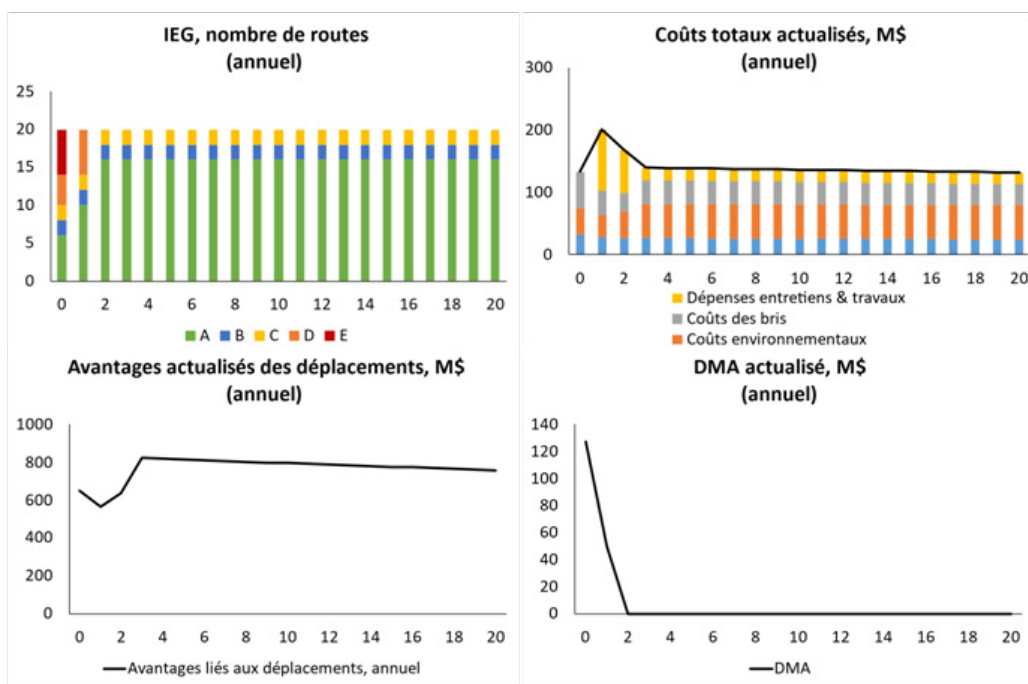 IEG, nombre de routes
(annuel)
25
20
15
10
5
0
0 2 4 6 8 10 12 14 16 18 20
A B C D E
Coûts totaux actualisés, M$
(annuel)
300
200
100
0
0 2 4 6 8 10 12 14 16 18 20
Dépenses entretiens & travaux
Coûts des bris
Coûts environnementaux
Avantages actualisés des déplacements, M$
(annuel)
1000
800
600
400
200
0
0 2 4 6 8 10 12 14 16 18 20
Avantages liés aux déplacements, annuel
DMA actualisé, M$
(annuel)
140
120
100
80
60
40
20
0
0 2 4 6 8 10 12 14 16 18 20
DMA